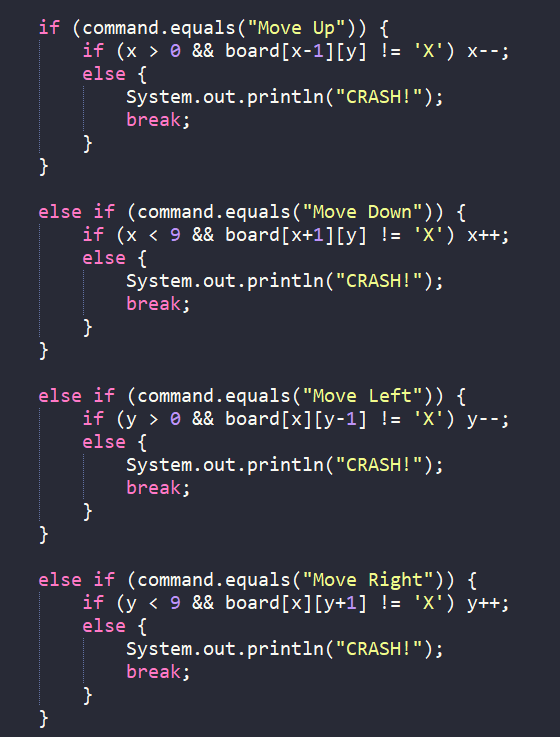 if (command.equals("Move Up")) {
    if (x > 0 && board[x-1][y] != 'X') x--;
    else {
        System.out.println("CRASH!");
        break;
    }
}

else if (command.equals("Move Down")) {
    if (x < 9 && board[x+1][y] != 'X') x++;
    else {
        System.out.println("CRASH!");
        break;
    }
}

else if (command.equals("Move Left")) {
    if (y > 0 && board[x][y-1] != 'X') y--;
    else {
        System.out.println("CRASH!");
        break;
    }
}

else if (command.equals("Move Right")) {
    if (y < 9 && board[x][y+1] != 'X') y++;
    else {
        System.out.println("CRASH!");
        break;
    }
}